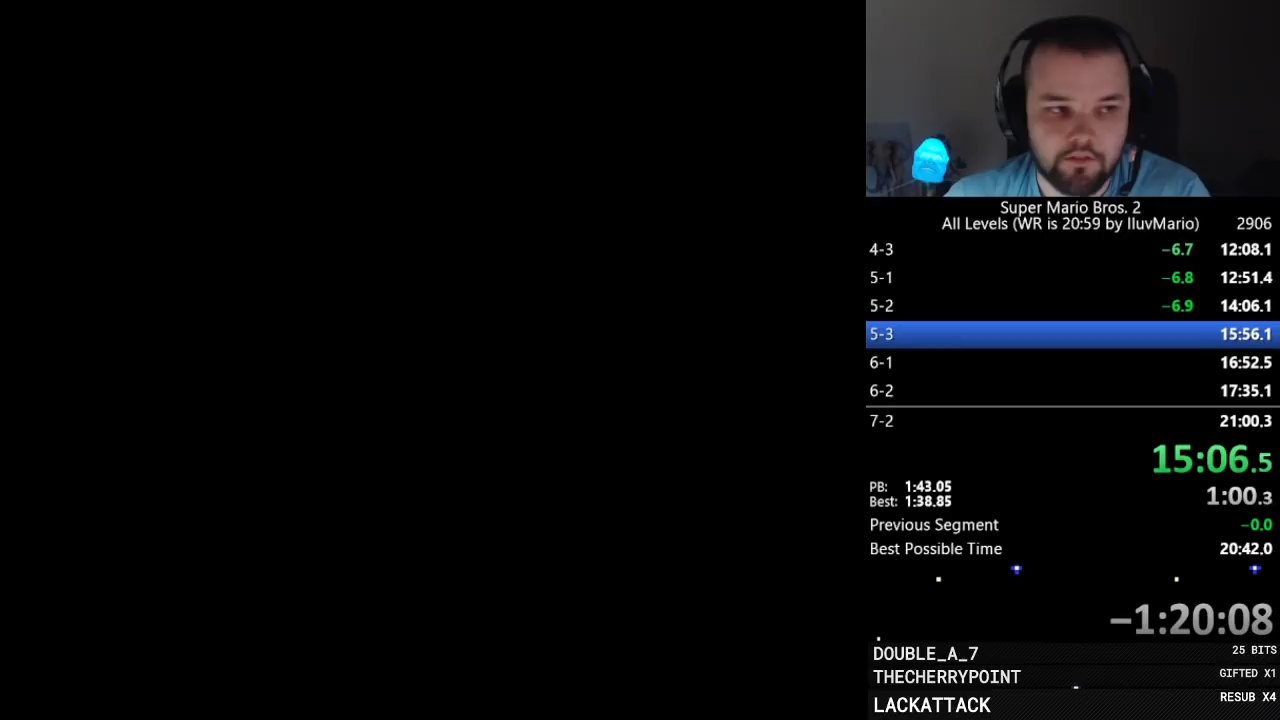 Super Mario Bros. 2
All Levels (WR is 20:59 by IluvMario) 2906
4-3 −6.7 12:08.1
5-1 −6.8 12:51.4
5-2 −6.9 14:06.1
5-3 15:56.1
6-1 16:52.5
6-2 17:35.1
7-2 21:00.3
15:06.5
PB: 1:43.05
Best: 1:38.85
1:00.3
Previous Segment −0.0
Best Possible Time 20:42.0
−1:20:08
DOUBLE_A_7 25 BITS
THECHERRYPOINT GIFTED X1
LACKATTACK RESUB X4